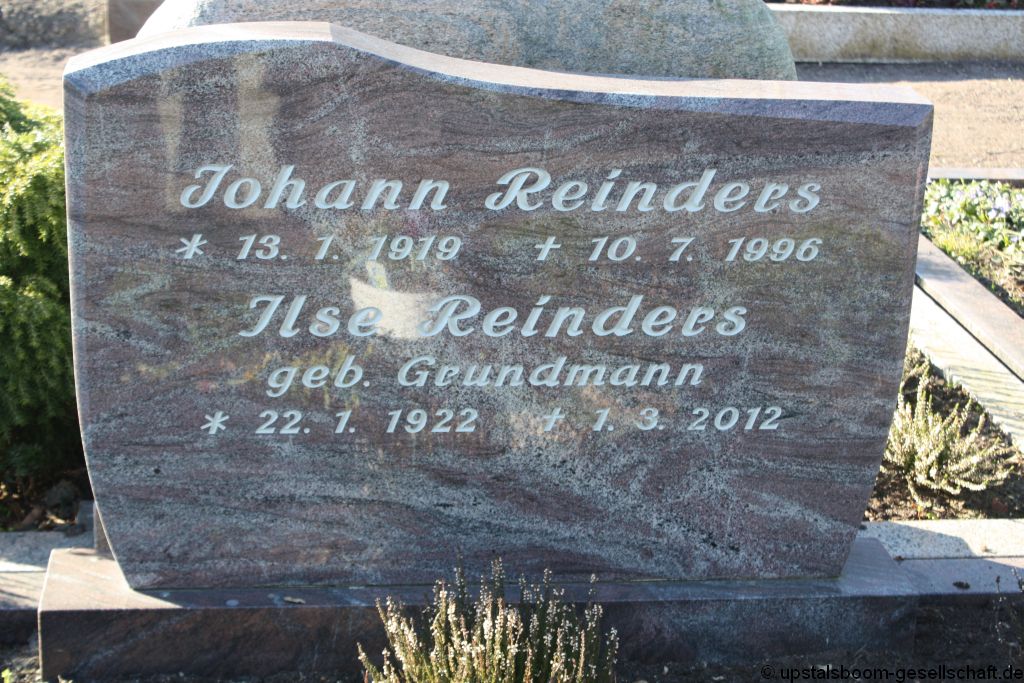 Johann Reinders
* 13. 1. 1919 † 10. 7. 1996
Ilse Reinders
geb. Grundmann
* 22. 1. 1922 † 1. 3. 2012
© upstalsboom-gesellschaft.de